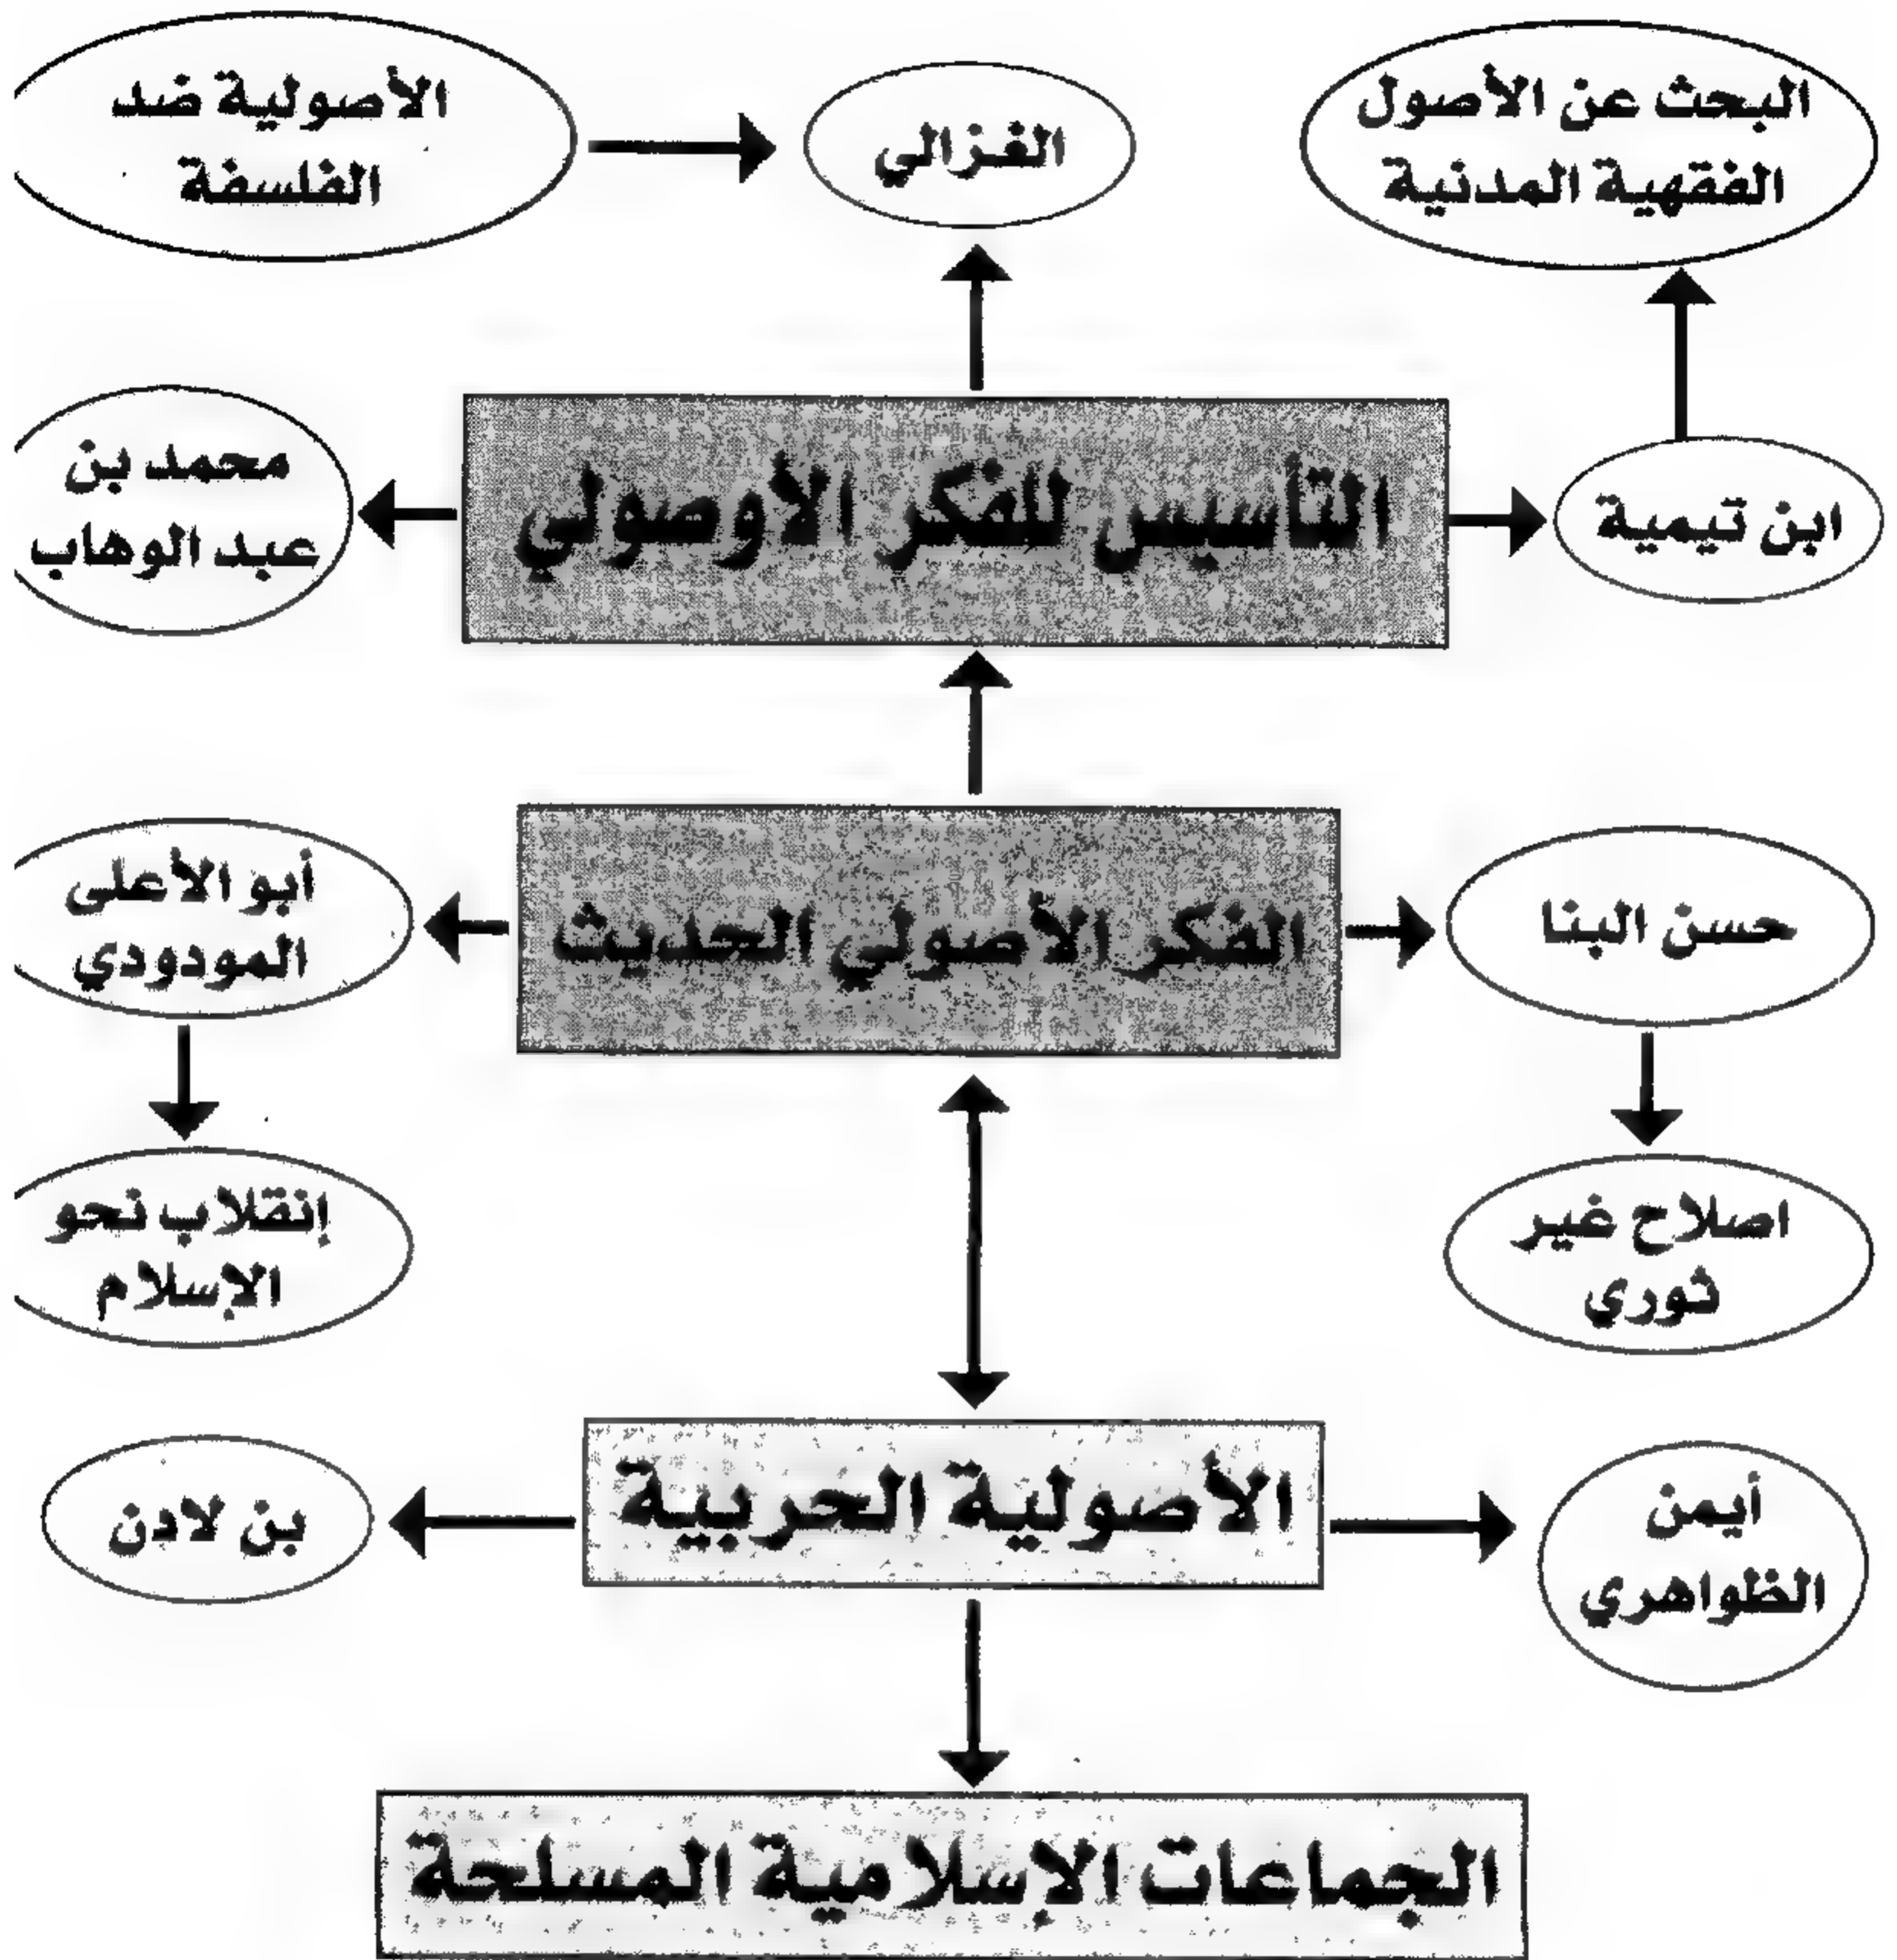 البحث عن الأصول
الفقهية المدنية
الغزالي
الأصولية ضد
الفلسفة
ابن تيمية
التأسيس للفكر الأوصولي
محمد بن
عبد الوهاب
حسن البنا
الفكر الأصولي الحديث
أبو الأعلى
المودودي
اصلاح غير
ثوري
إنقلاب نحو
الإسلام
أيمن
الظواهري
الأصولية الحربية
بن لادن
الجماعات الإسلامية المسلحة